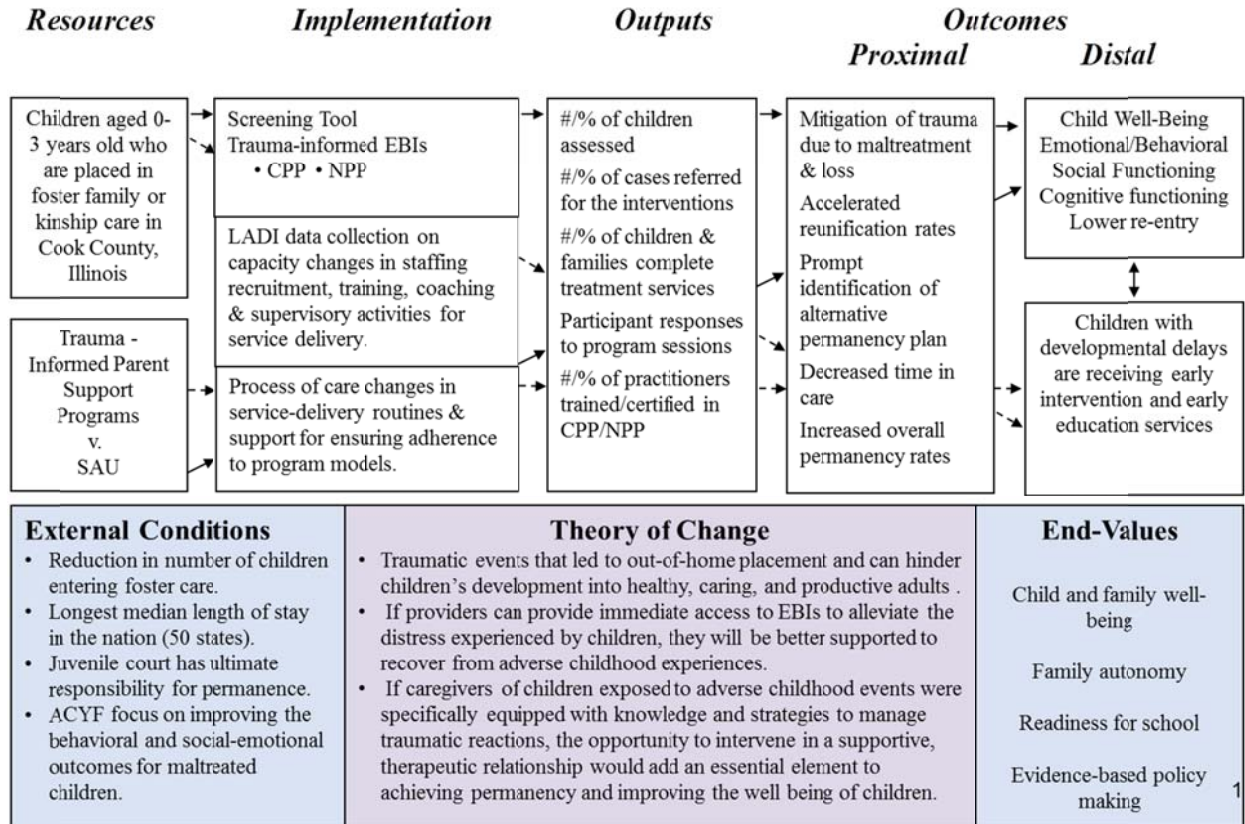 Resources
Implementation
Outputs
Outcomes
Proximal
Distal
Children aged 0-
3 years old who
are placed in
foster family or
kinship care in
Cook County,
Illinois
Trauma -
Informed Parent
Support
Programs
v.
SAU
Screening Tool
Trauma-informed EBIs
• CPP • NPP
LADI data collection on
capacity changes in staffing
recruitment, training, coaching
& supervisory activities for
service delivery.
Process of care changes in
service-delivery routines &
support for ensuring adherence
to program models.
#/% of children
assessed
#/% of cases referred
for the interventions
#/% of children &
families complete
treatment services
Participant responses
to program sessions
#/% of practitioners
trained/certified in
CPP/NPP
Mitigation of trauma
due to maltreatment
& loss
Accelerated
reunification rates
Prompt
identification of
alternative
permanency plan
Decreased time in
care
Increased overall
permanency rates
Child Well-Being
Emotional/Behavioral
Social Functioning
Cognitive functioning
Lower re-entry
Children with
developmental delays
are receiving early
intervention and early
education services
External Conditions
• Reduction in number of children
entering foster care.
• Longest median length of stay
in the nation (50 states).
• Juvenile court has ultimate
responsibility for permanence.
• ACYF focus on improving the
behavioral and social-emotional
outcomes for maltreated
children.
Theory of Change
• Traumatic events that led to out-of-home placement and can hinder
children's development into healthy, caring, and productive adults .
• If providers can provide immediate access to EBIs to alleviate the
distress experienced by children, they will be better supported to
recover from adverse childhood experiences.
• If caregivers of children exposed to adverse childhood events were
specifically equipped with knowledge and strategies to manage
traumatic reactions, the opportunity to intervene in a supportive,
therapeutic relationship would add an essential element to
achieving permanency and improving the well being of children.
End-Values
Child and family well-
being
Family autonomy
Readiness for school
Evidence-based policy
making
1